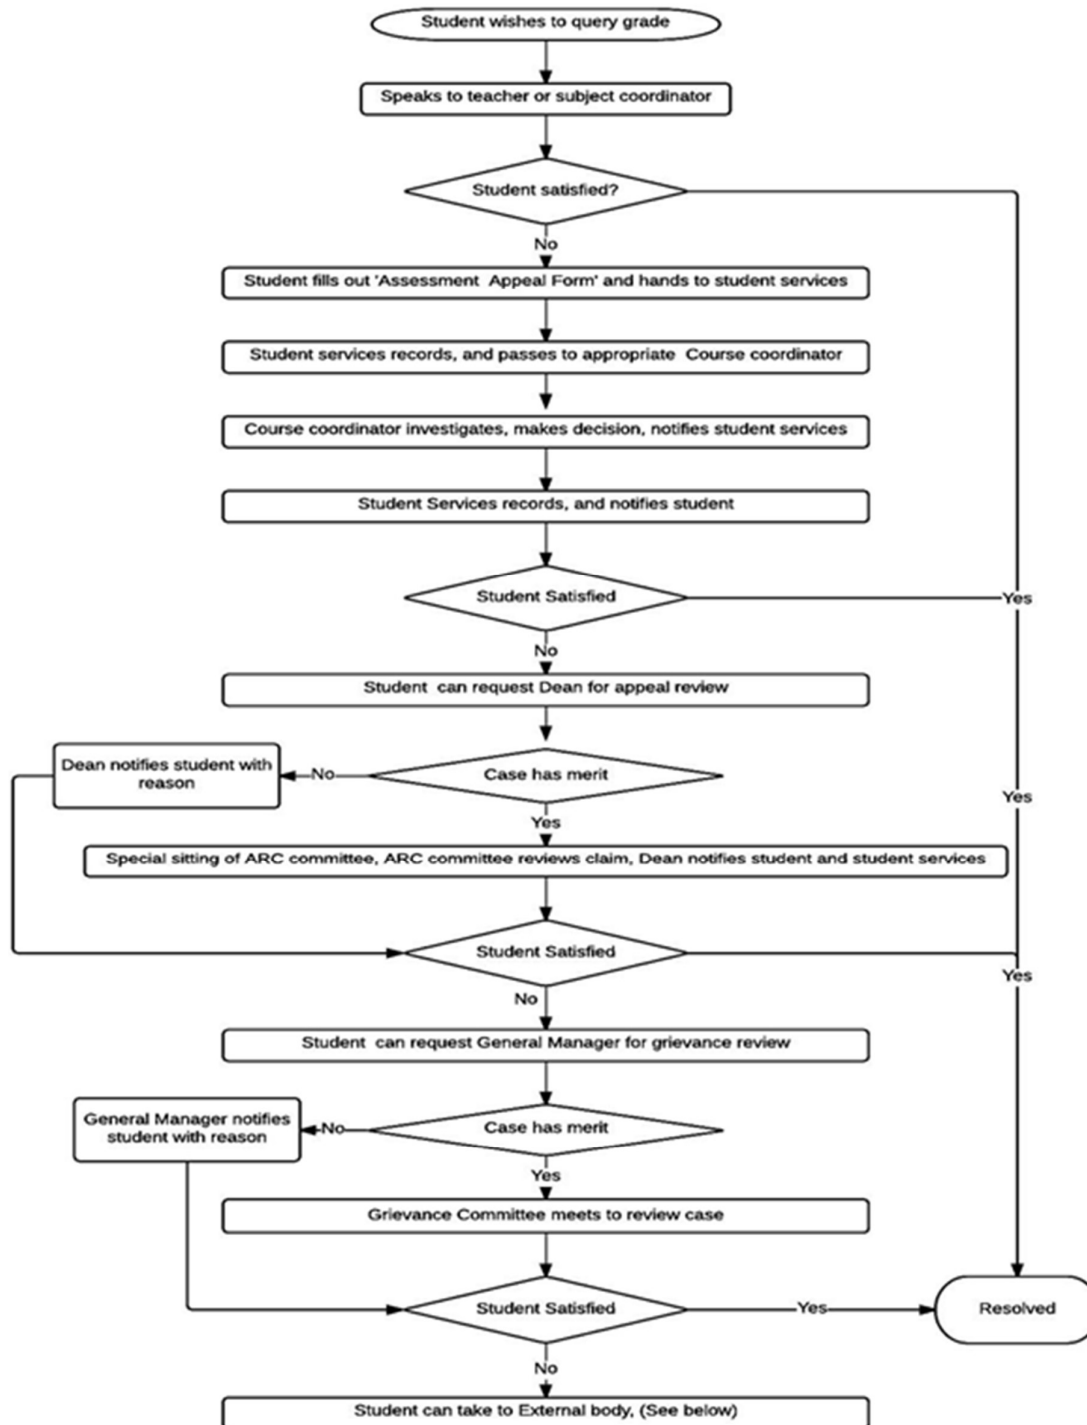 Student wishes to query grade
Speaks to teacher or subject coordinator
Student satisfied?
No
Student fills out 'Assessment Appeal Form' and hands to student services
Student services records, and passes to appropriate Course coordinator
Course coordinator investigates, makes decision, notifies student services
Student Services records, and notifies student
Student Satisfied
Yes
No
Student can request Dean for appeal review
Dean notifies student with
reason
No
Case has merit
Yes
Yes
Special sitting of ARC committee, ARC committee reviews claim, Dean notifies student and student services
Student Satisfied
Yes
No
Student can request General Manager for grievance review
General Manager notifies
student with reason
No
Case has merit
Yes
Grievance Committee meets to review case
Student Satisfied
Yes
Resolved
No
Student can take to External body, (See below)